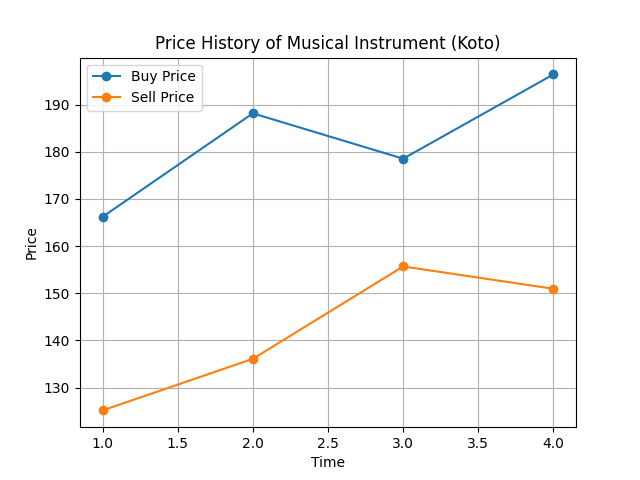 Price History of Musical Instrument (Koto)
Buy Price
Sell Price
190
180
170
160
150
140
130
Price
1.0 1.5 2.0 2.5 3.0 3.5 4.0
Time